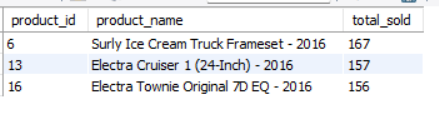 product_id product_name total_sold
6 Surly Ice Cream Truck Frameset - 2016 167
13 Electra Cruiser 1 (24-Inch) - 2016 157
16 Electra Townie Original 7D EQ - 2016 156